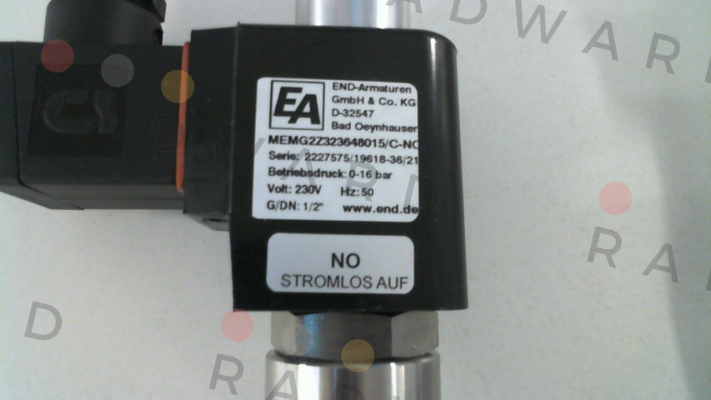 EA
END-Armaturen
GmbH & Co. KG
D-32547
Bad Oeynhausen
MEMG2Z323648015/C-NO
Serie: 2227575/19618-36/21
Betriebsdruck: 0-16 bar
Volt: 230V Hz: 50
G/DN: 1/2" www.end.de
NO
STROMLOS AUF